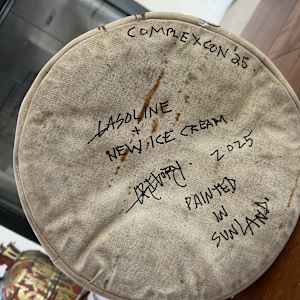 COMPLEXCON '25
GASOLINE
+
NEW ICE CREAM
2025
PAINTED
IN
SUNLAND.